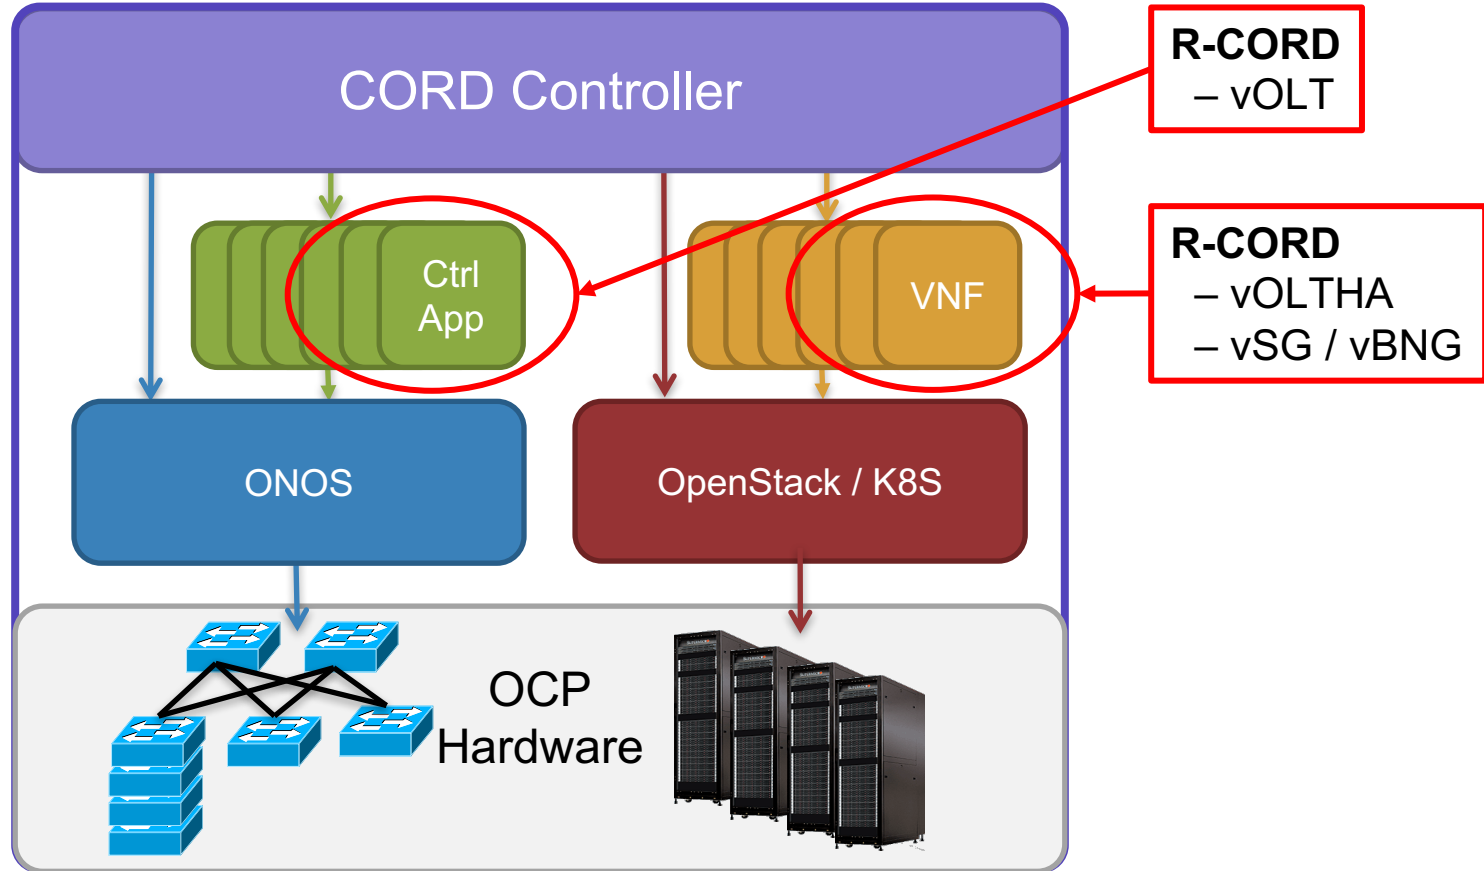 CORD Controller
R-CORD
– vOLT
Ctrl
App
VNF
R-CORD
– vOLTHA
– vSG / vBNG
ONOS
OpenStack / K8S
OCP
Hardware